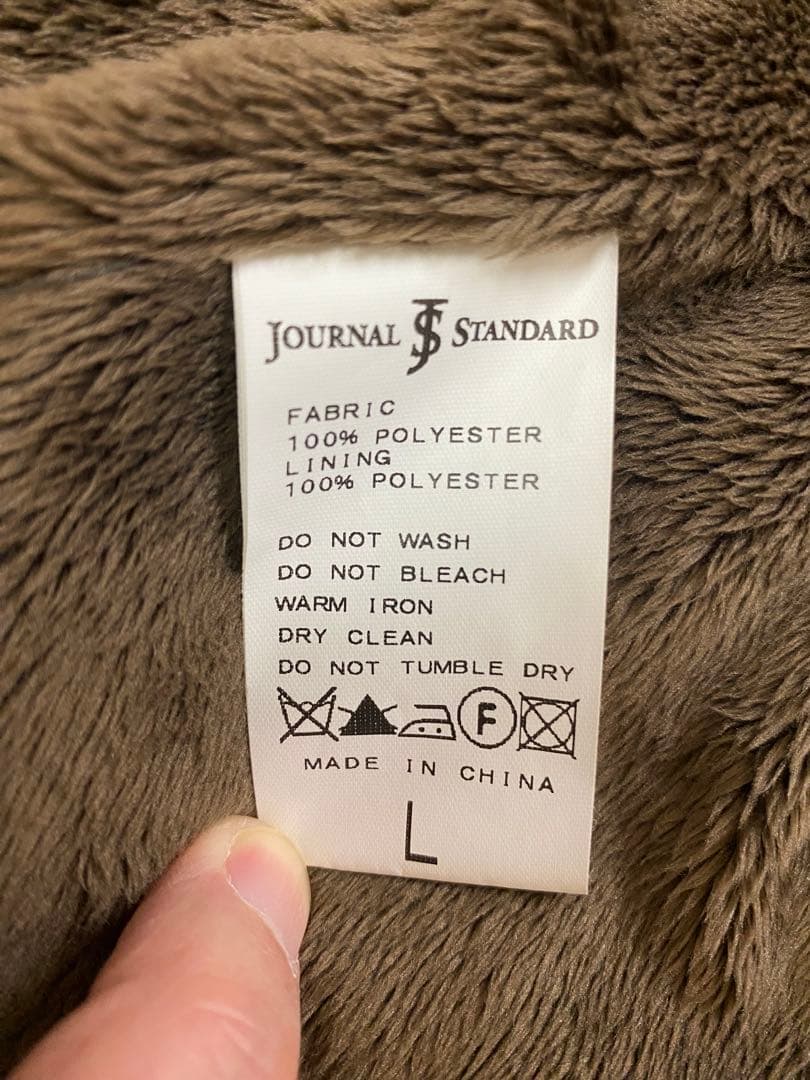 JOURNAL JS STANDARD
FABRIC
100% POLYESTER
LINING
100% POLYESTER
DO NOT WASH
DO NOT BLEACH
WARM IRON
DRY CLEAN
DO NOT TUMBLE DRY
F
MADE IN CHINA
L